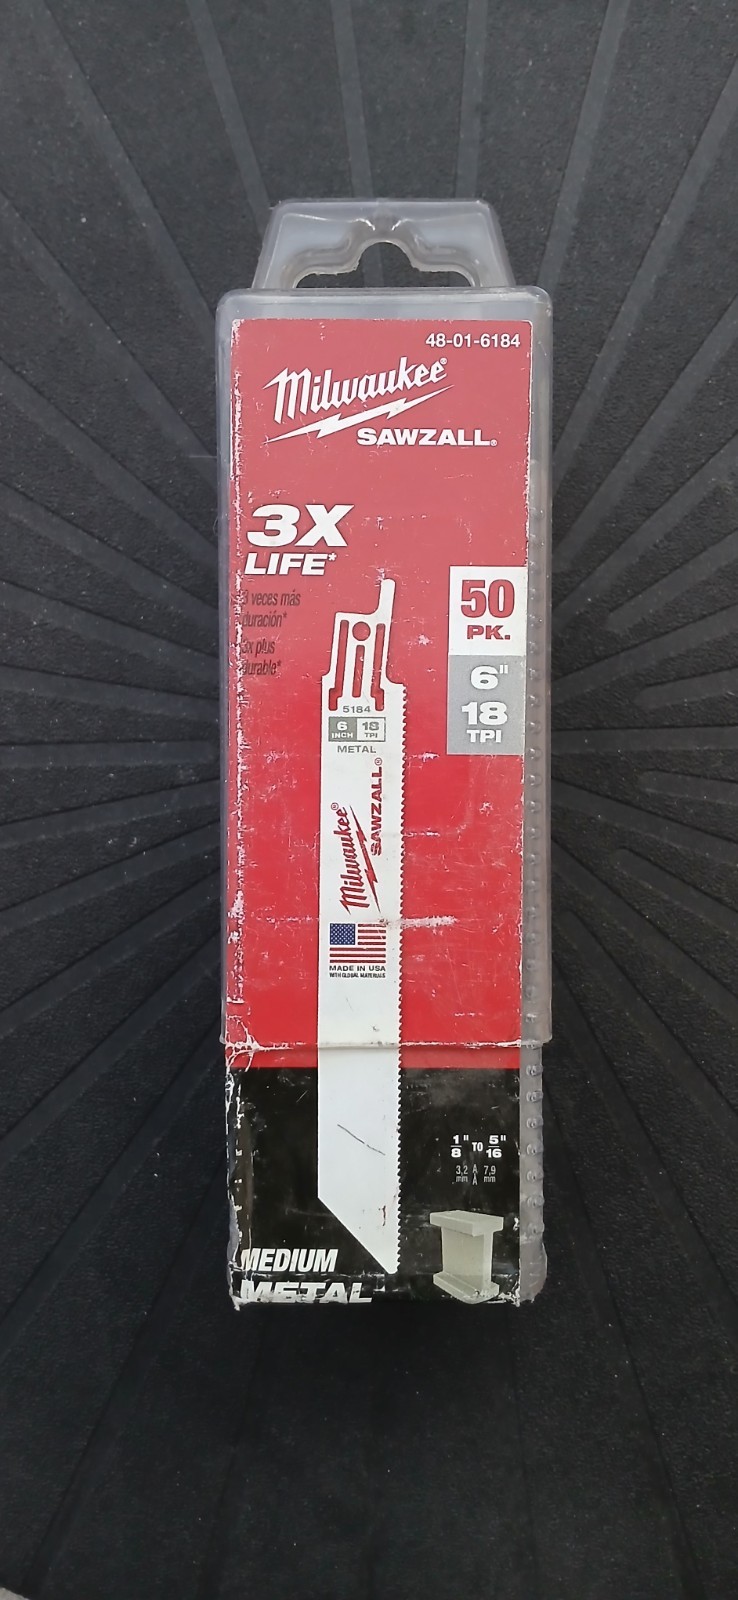 48-01-6184
Milwaukee®
SAWZALL®
3X
LIFE*
3 veces más
duración*
3x plus
durable*
50
PK.
6"
18
TPI
5184
6 INCH 18 TPI
METAL
Milwaukee®
SAWZALL®
MADE IN USA
WITH GLOBAL MATERIALS
1/8" TO 5/16"
3,2 mm A A 7,9 mm
MEDIUM
METAL